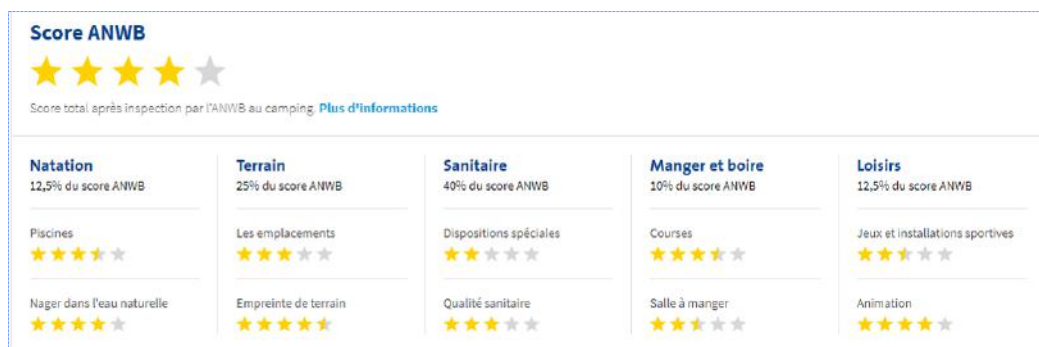 Score ANWB
Score total après inspection par l'ANWB au camping. Plus d'informations
Natation
12,5% du score ANWB
Piscines
Nager dans l'eau naturelle
Terrain
25% du score ANWB
Les emplacements
Empreinte de terrain
Sanitaire
40% du score ANWB
Dispositions spéciales
Qualité sanitaire
Manger et boire
10% du score ANWB
Courses
Salle à manger
Loisirs
12,5% du score ANWB
Jeux et installations sportives
Animation